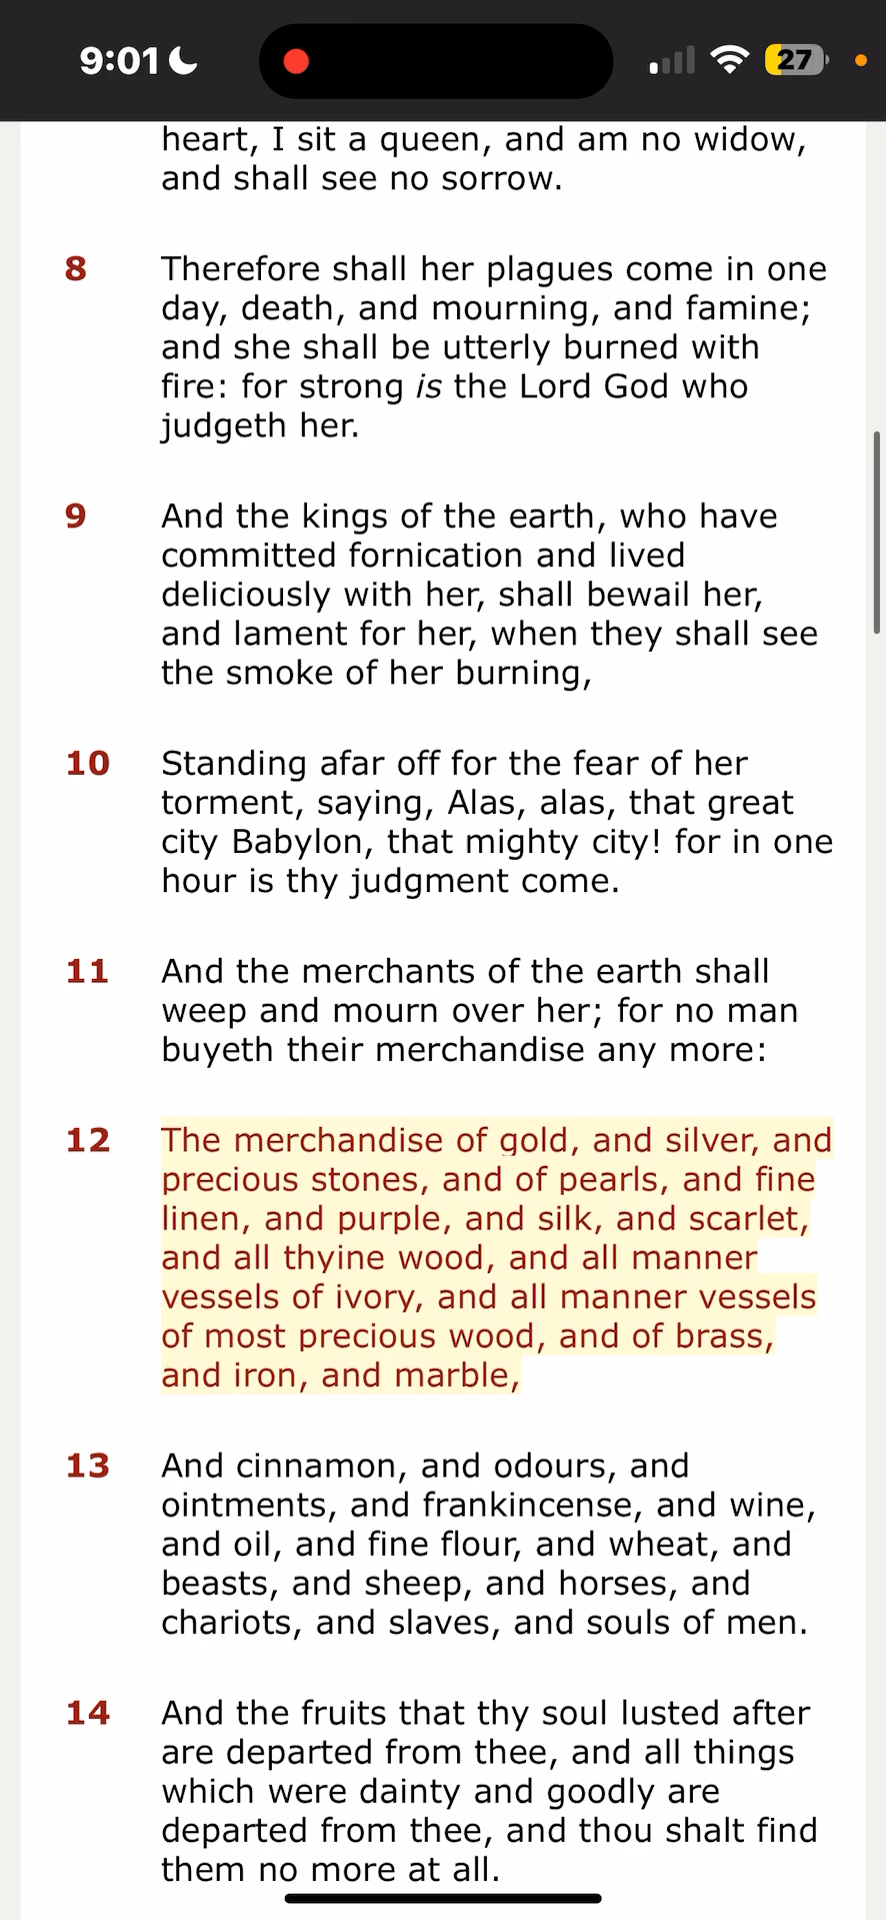 9:01
27
heart, I sit a queen, and am no widow,
and shall see no sorrow.
8 Therefore shall her plagues come in one
day, death, and mourning, and famine;
and she shall be utterly burned with
fire: for strong is the Lord God who
judgeth her.
9 And the kings of the earth, who have
committed fornication and lived
deliciously with her, shall bewail her,
and lament for her, when they shall see
the smoke of her burning,
10 Standing afar off for the fear of her
torment, saying, Alas, alas, that great
city Babylon, that mighty city! for in one
hour is thy judgment come.
11 And the merchants of the earth shall
weep and mourn over her; for no man
buyeth their merchandise any more:
12 The merchandise of gold, and silver, and
precious stones, and of pearls, and fine
linen, and purple, and silk, and scarlet,
and all thyine wood, and all manner
vessels of ivory, and all manner vessels
of most precious wood, and of brass,
and iron, and marble,
13 And cinnamon, and odours, and
ointments, and frankincense, and wine,
and oil, and fine flour, and wheat, and
beasts, and sheep, and horses, and
chariots, and slaves, and souls of men.
14 And the fruits that thy soul lusted after
are departed from thee, and all things
which were dainty and goodly are
departed from thee, and thou shalt find
them no more at all.